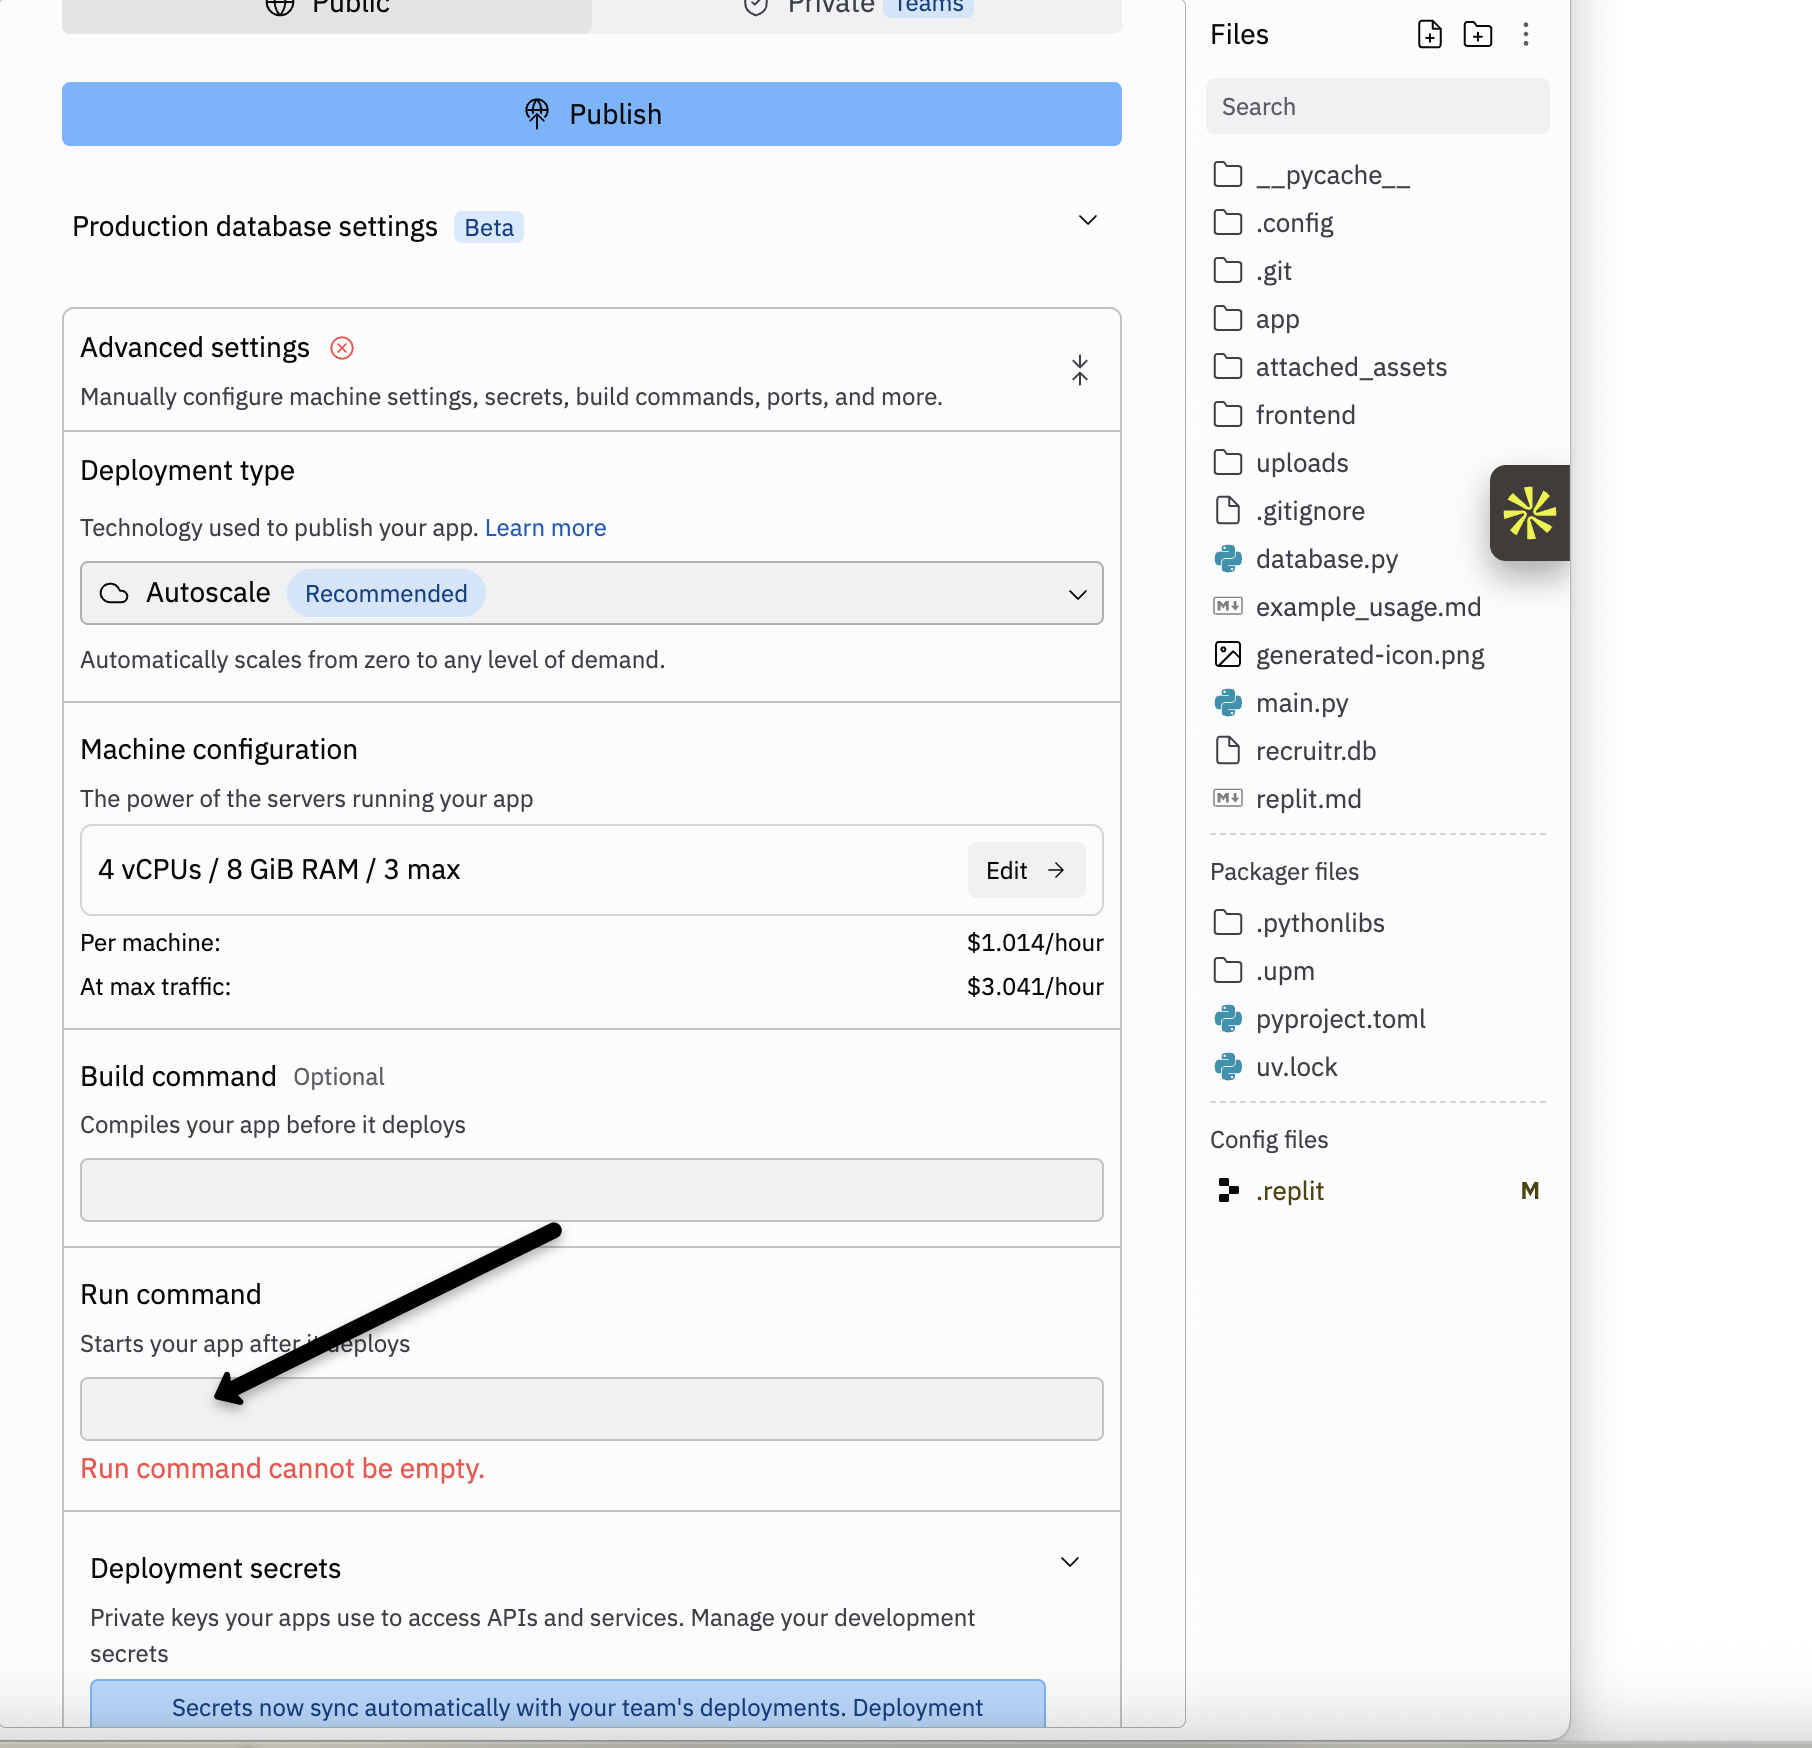 Public
Private Teams
Publish
Production database settings Beta
Advanced settings
Manually configure machine settings, secrets, build commands, ports, and more.
Deployment type
Technology used to publish your app. Learn more
Autoscale Recommended
Automatically scales from zero to any level of demand.
Machine configuration
The power of the servers running your app
4 vCPUs / 8 GiB RAM / 3 max
Edit
Per machine: $1.014/hour
At max traffic: $3.041/hour
Build command Optional
Compiles your app before it deploys
Run command
Starts your app after it deploys
Run command cannot be empty.
Deployment secrets
Private keys your apps use to access APIs and services. Manage your development
secrets
Secrets now sync automatically with your team's deployments. Deployment
Files
Search
__pycache__
.config
.git
app
attached_assets
frontend
uploads
.gitignore
database.py
example_usage.md
generated-icon.png
main.py
recruitr.db
replit.md
Packager files
.pythonlibs
.upm
pyproject.toml
uv.lock
Config files
.replit M